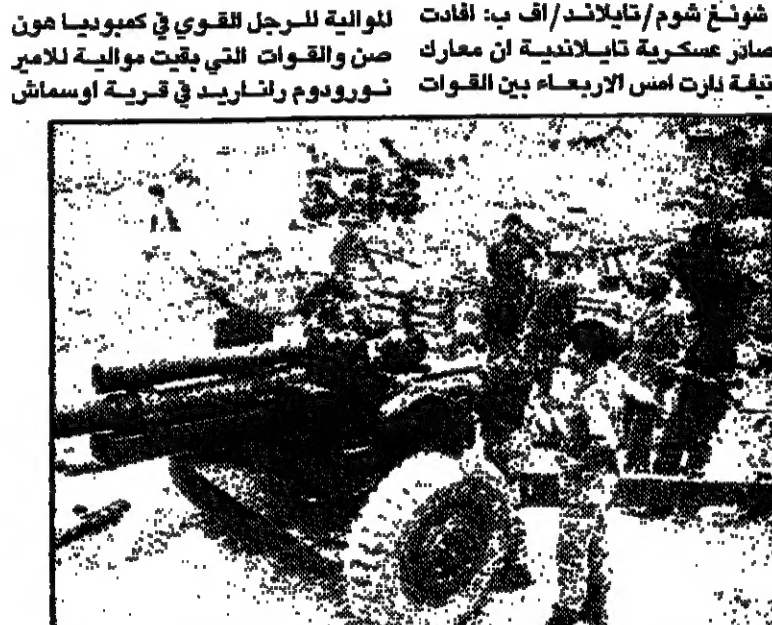 شونغ شوم/تايلاند/اف ب: افادت
صادر عسكرية تايلاندية ان معارك
تيفة دارت امس الاربعاء بين القوات
الموالية للرجل القوي في كمبوديا هون
صن والقوات التي بقيت موالية للامير
نورودوم راناريد في قرية اوسماش